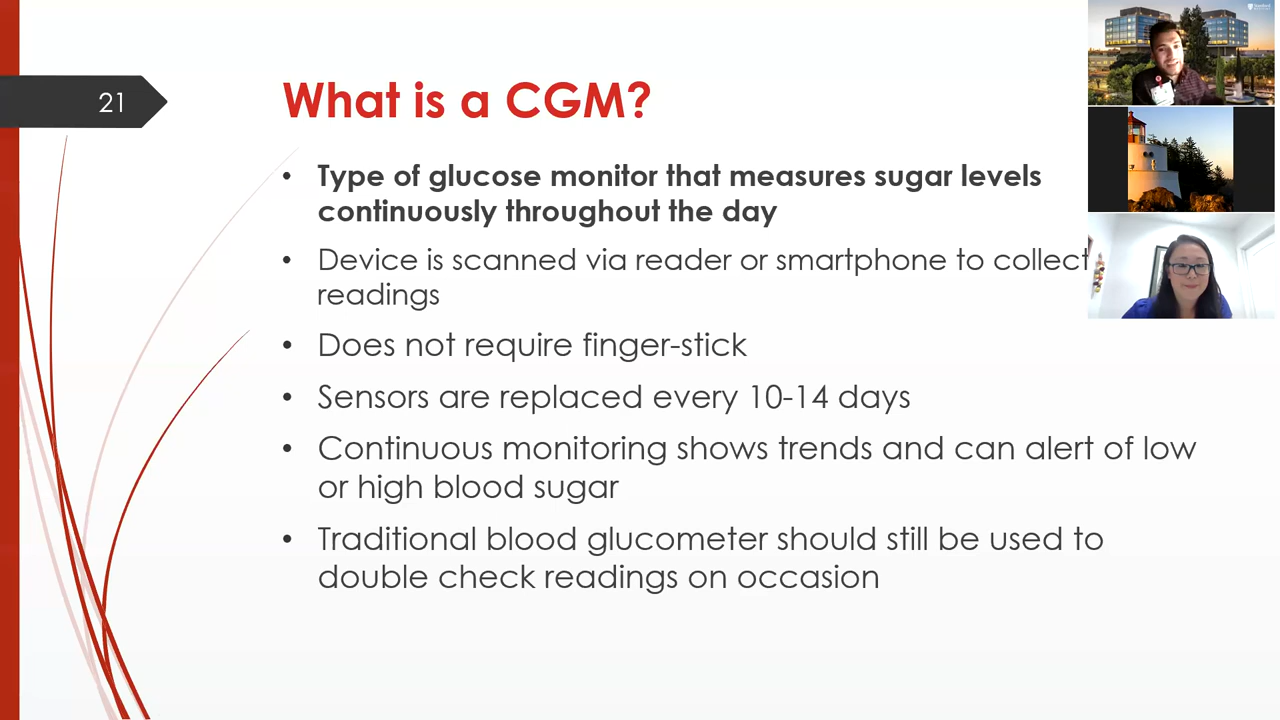 21
What is a CGM?
• Type of glucose monitor that measures sugar levels
continuously throughout the day
• Device is scanned via reader or smartphone to collect
readings
• Does not require finger-stick
• Sensors are replaced every 10-14 days
• Continuous monitoring shows trends and can alert of low
or high blood sugar
• Traditional blood glucometer should still be used to
double check readings on occasion